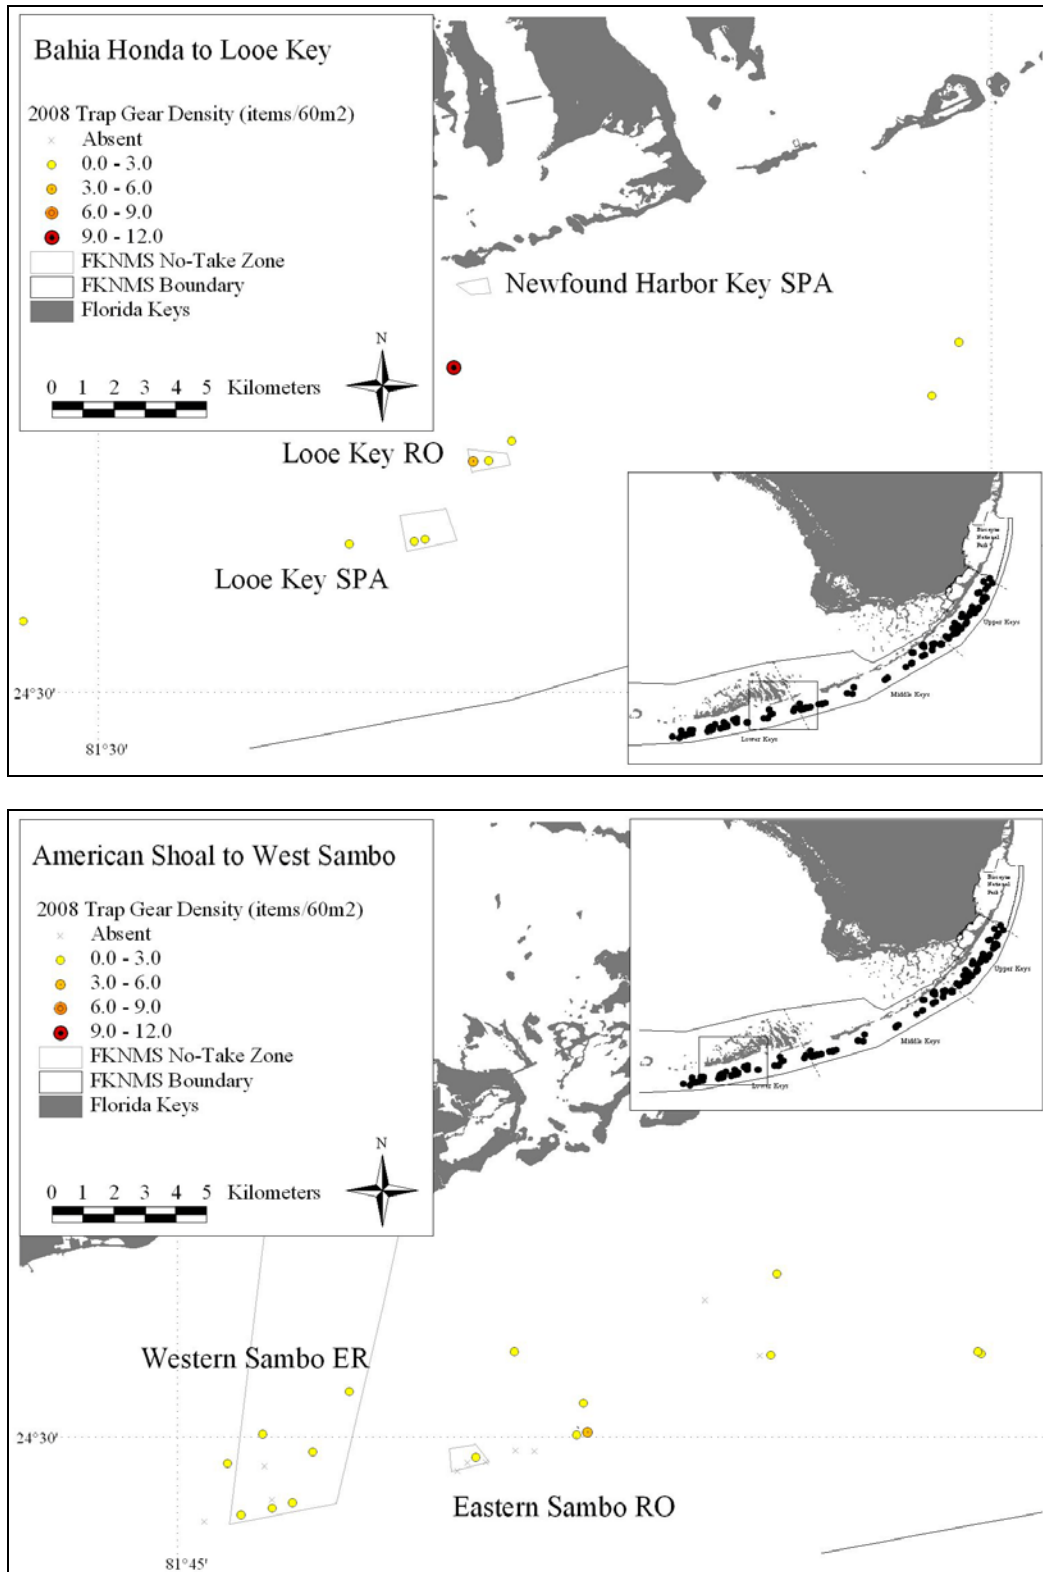 Bahia Honda to Looe Key
2008 Trap Gear Density (items/60m2)
Absent
0.0 - 3.0
3.0 - 6.0
6.0 - 9.0
9.0 - 12.0
FKNMS No-Take Zone
FKNMS Boundary
Florida Keys
N
0 1 2 3 4 5 Kilometers
Newfound Harbor Key SPA
Looe Key RO
Looe Key SPA
24°30'
81°30'
Biscayne
National
Park
Upper Keys
Middle Keys
Lower Keys
American Shoal to West Sambo
2008 Trap Gear Density (items/60m2)
Absent
0.0 - 3.0
3.0 - 6.0
6.0 - 9.0
9.0 - 12.0
FKNMS No-Take Zone
FKNMS Boundary
Florida Keys
N
0 1 2 3 4 5 Kilometers
Biscayne
National
Park
Upper Keys
Middle Keys
Lower Keys
Western Sambo ER
24°30'
Eastern Sambo RO
81°45'